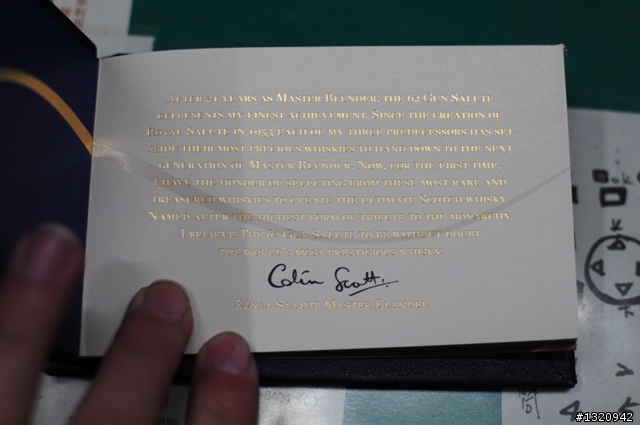 After 21 years as Master Blender, the 62 Gun Salute
represents my finest achievement. Since the creation of
Royal Salute in 1953 each of my three predecessors has set
aside their most precious whiskies to hand down to the next
generation of Master Blender. Now, for the first time,
I have the honour of selecting from these most rare and
treasured whiskies to create the ultimate Scotch whisky.
Named after the highest form of tribute to the monarchy,
I believe The 62 Gun Salute to be without doubt
the world's most prestigious whisky
Colin Scott.
Royal Salute Master Blender
#1320942